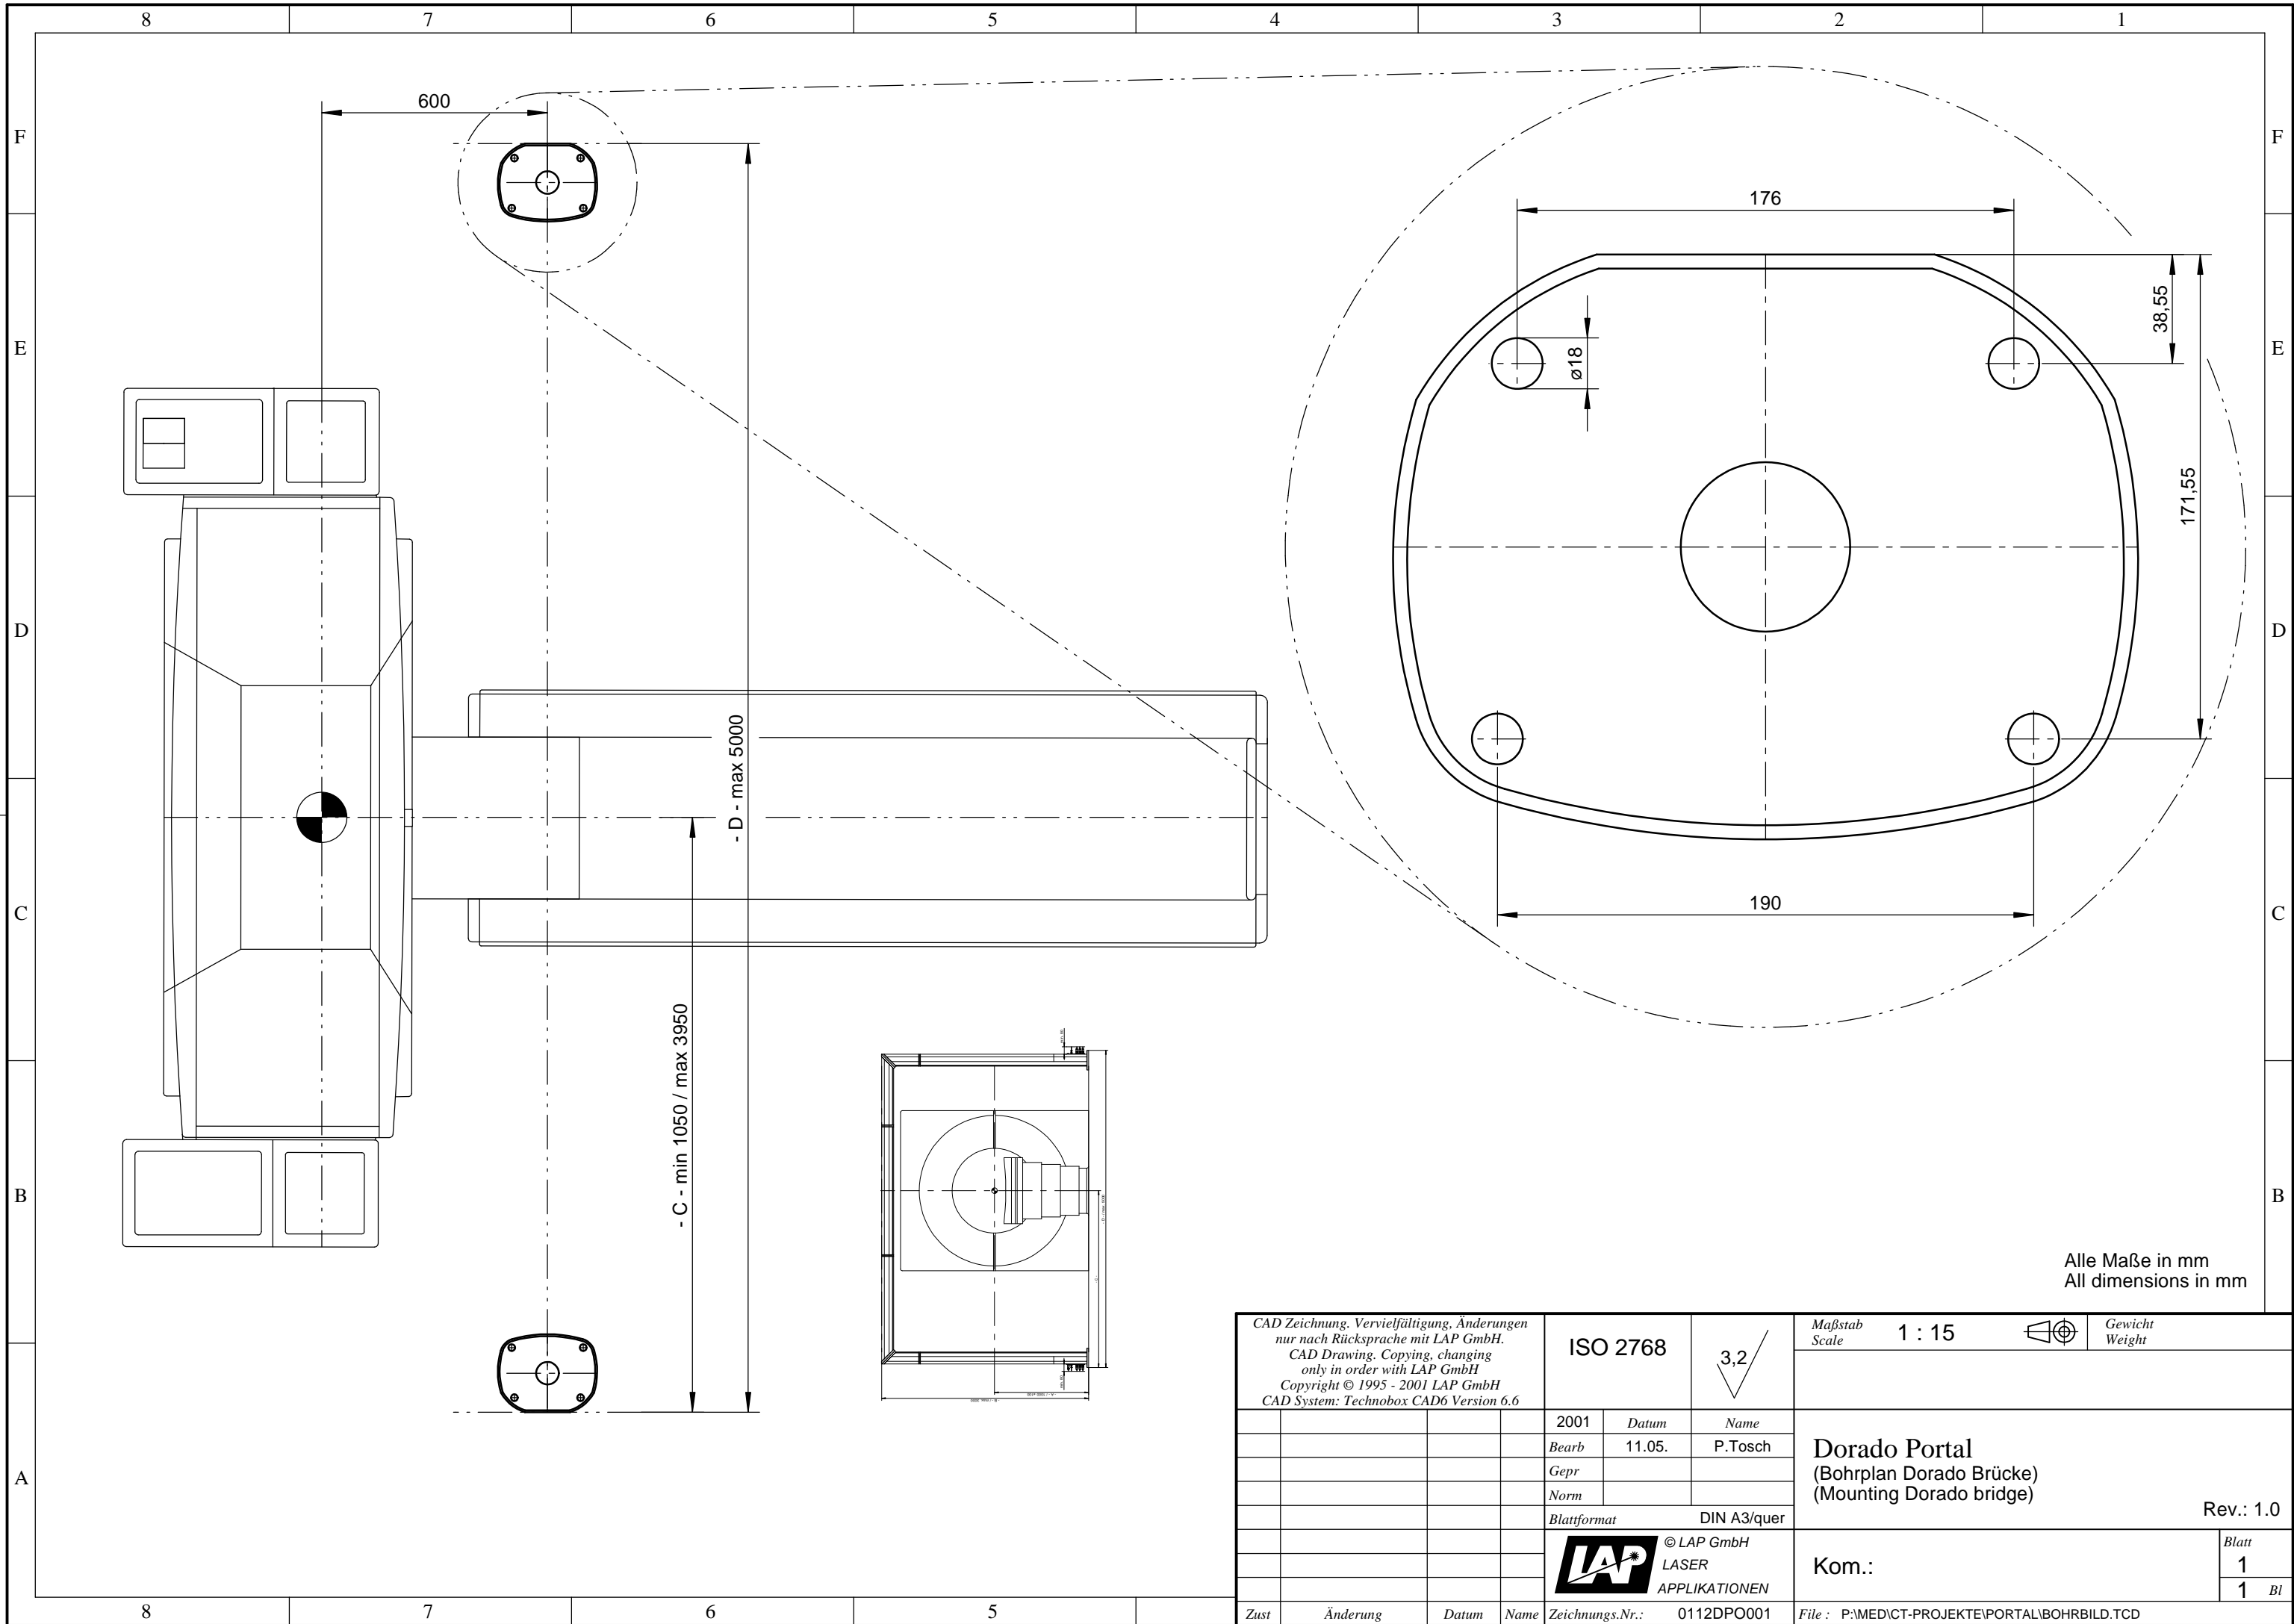 8 7 6 5 4 3 2 1
F F
E E
D D
C C
B B
A
600
176
38,55
ø18
171,55
190
- D - max 5000
- C - min 1050 / max 3950
Alle Maße in mm
All dimensions in mm
CAD Zeichnung. Vervielfältigung, Änderungen
nur nach Rücksprache mit LAP GmbH.
CAD Drawing. Copying, changing
only in order with LAP GmbH
Copyright © 1995 - 2001 LAP GmbH
CAD System: Technobox CAD6 Version 6.6
ISO 2768
3,2
Maßstab
Scale
1 : 15
Gewicht
Weight
2001 Datum Name
Bearb 11.05. P.Tosch
Gepr
Norm
Blattformat DIN A3/quer
Dorado Portal
(Bohrplan Dorado Brücke)
(Mounting Dorado bridge)
Rev.: 1.0
LAP
© LAP GmbH
LASER
APPLIKATIONEN
Kom.:
Blatt
1
1 Bl
Zust Änderung Datum Name
Zeichnungs.Nr.: 0112DPO001
File : P:\MED\CT-PROJEKTE\PORTAL\BOHRBILD.TCD
8 7 6 5